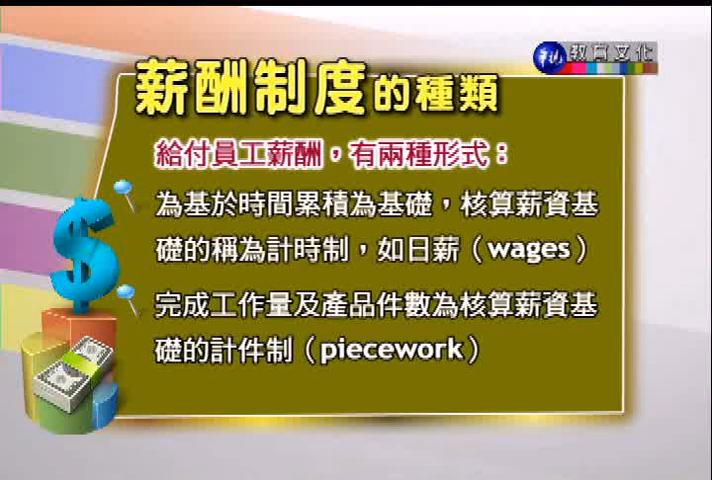 華視 教育文化
薪酬制度的種類
給付員工薪酬，有兩種形式：
為基於時間累積為基礎，核算薪資基
礎的稱為計時制，如日薪（wages）
完成工作量及產品件數為核算薪資基
礎的計件制（piecework）